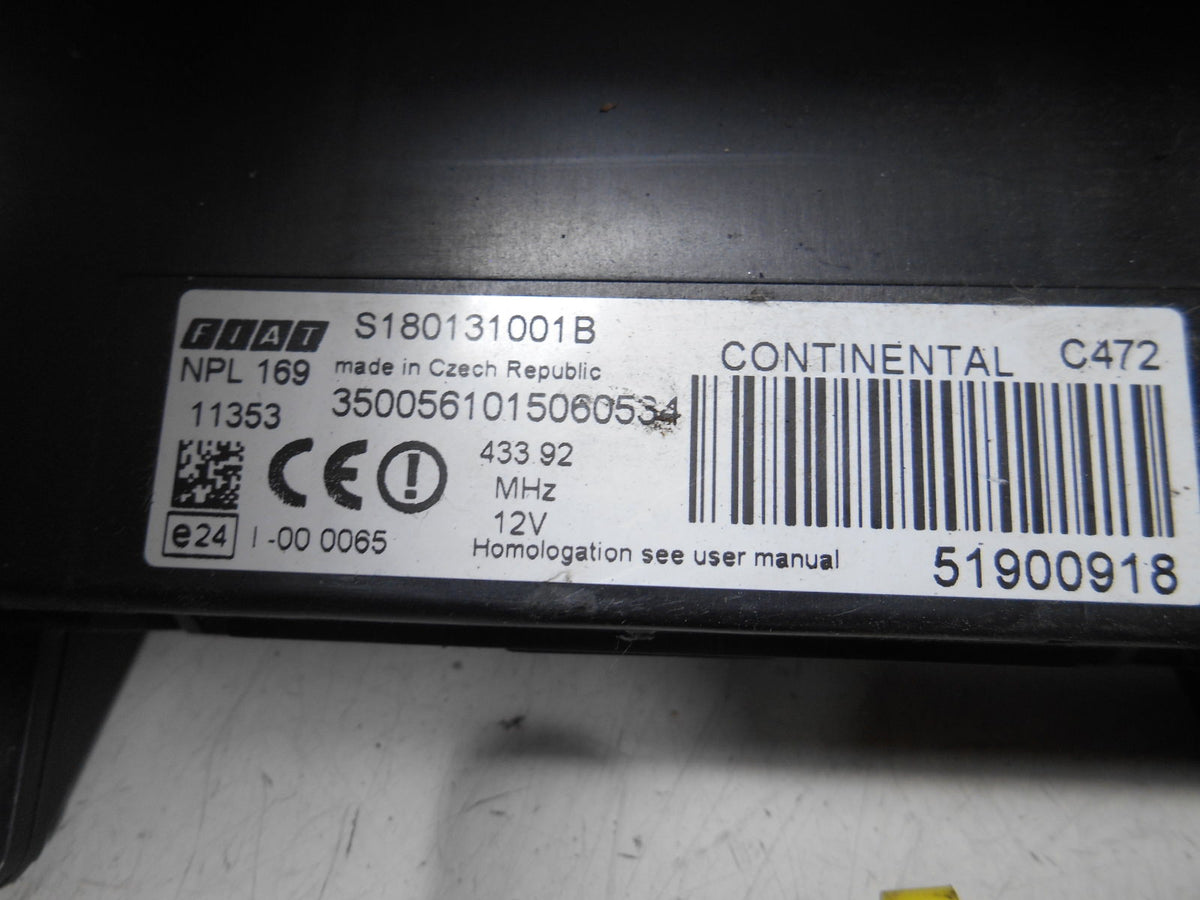 FIAT S180131001B
NPL 169 made in Czech Republic
11353 3500561015060534
CONTINENTAL C472
CE
433.92
MHz
12V
e24 I-00 0065
Homologation see user manual
51900918